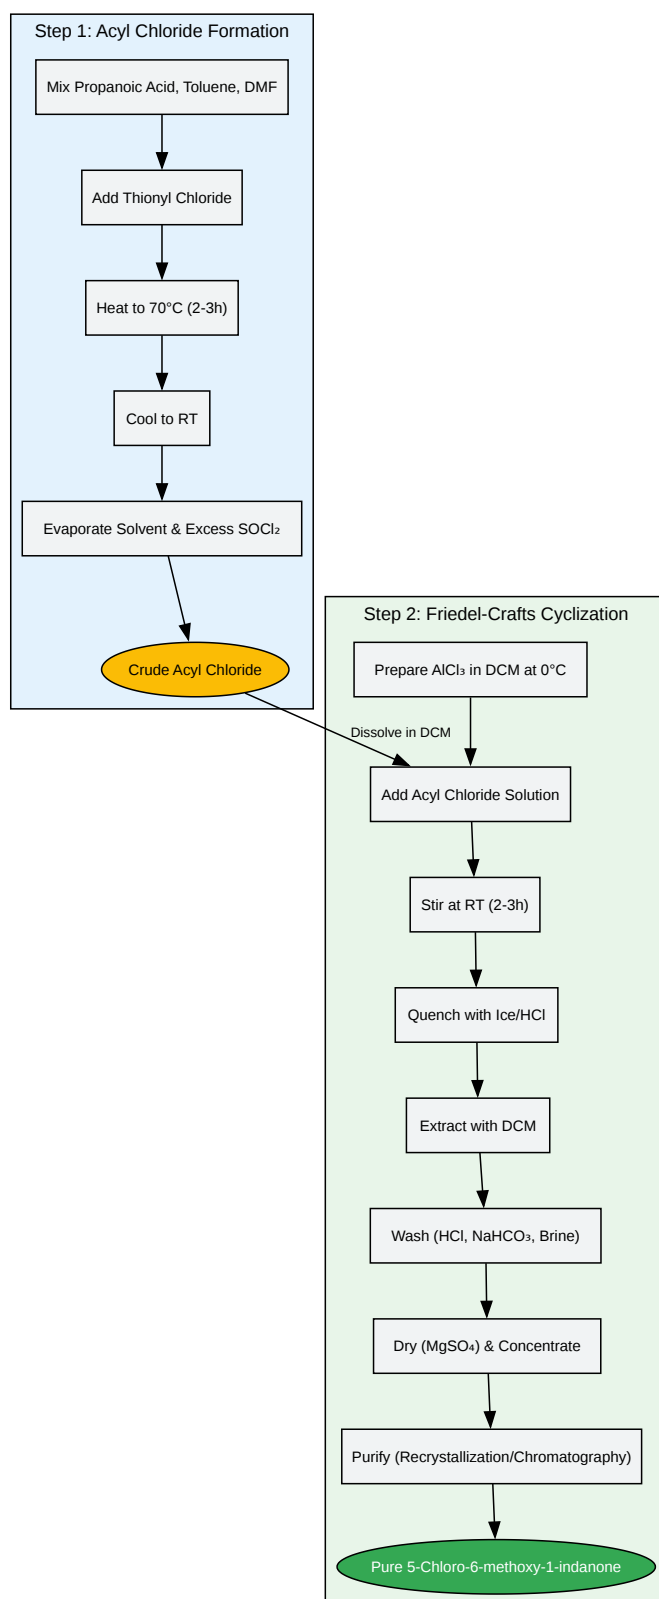 Step 1: Acyl Chloride Formation
Mix Propanoic Acid, Toluene, DMF
Add Thionyl Chloride
Heat to 70°C (2-3h)
Cool to RT
Evaporate Solvent & Excess SOCl₂
Crude Acyl Chloride
Step 2: Friedel-Crafts Cyclization
Prepare AlCl₃ in DCM at 0°C
Dissolve in DCM
Add Acyl Chloride Solution
Stir at RT (2-3h)
Quench with Ice/HCl
Extract with DCM
Wash (HCl, NaHCO₃, Brine)
Dry (MgSO₄) & Concentrate
Purify (Recrystallization/Chromatography)
Pure 5-Chloro-6-methoxy-1-indanone